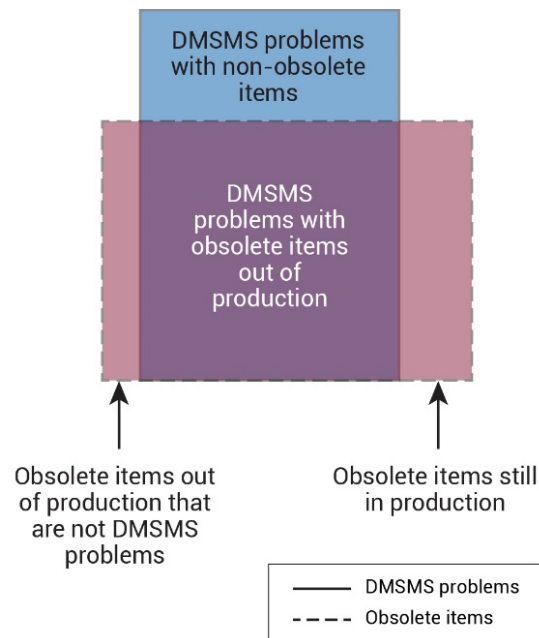 DMSMS problems
with non-obsolete
items
DMSMS
problems with
obsolete items
out of
production
Obsolete items out
of production that
are not DMSMS
problems
Obsolete items still
in production
DMSMS problems
Obsolete items